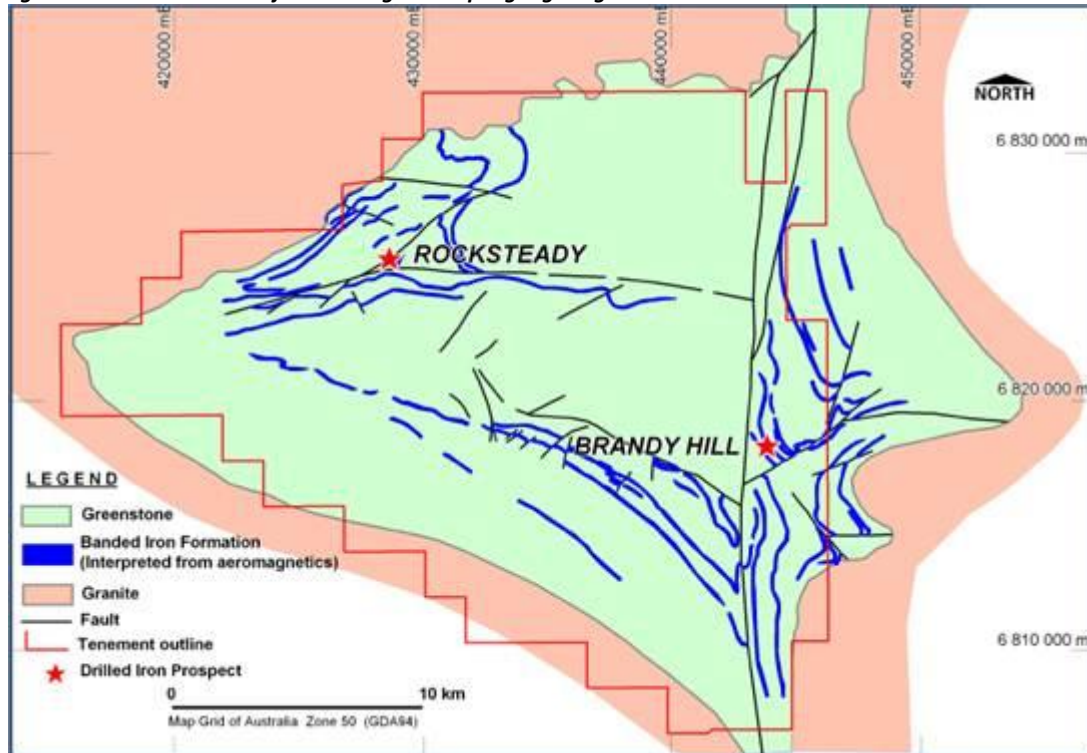 420000 mE
430000 mE
440000 mE
450000 mE
NORTH
6 830 000 m
ROCKSTEADY
6 820 000 m
BRANDY HILL
LEGEND
Greenstone
Banded Iron Formation
(Interpreted from aeromagnetics)
Granite
Fault
Tenement outline
6 810 000 m
Drilled Iron Prospect
0 10 km
Map Grid of Australia Zone 50 (GDA94)